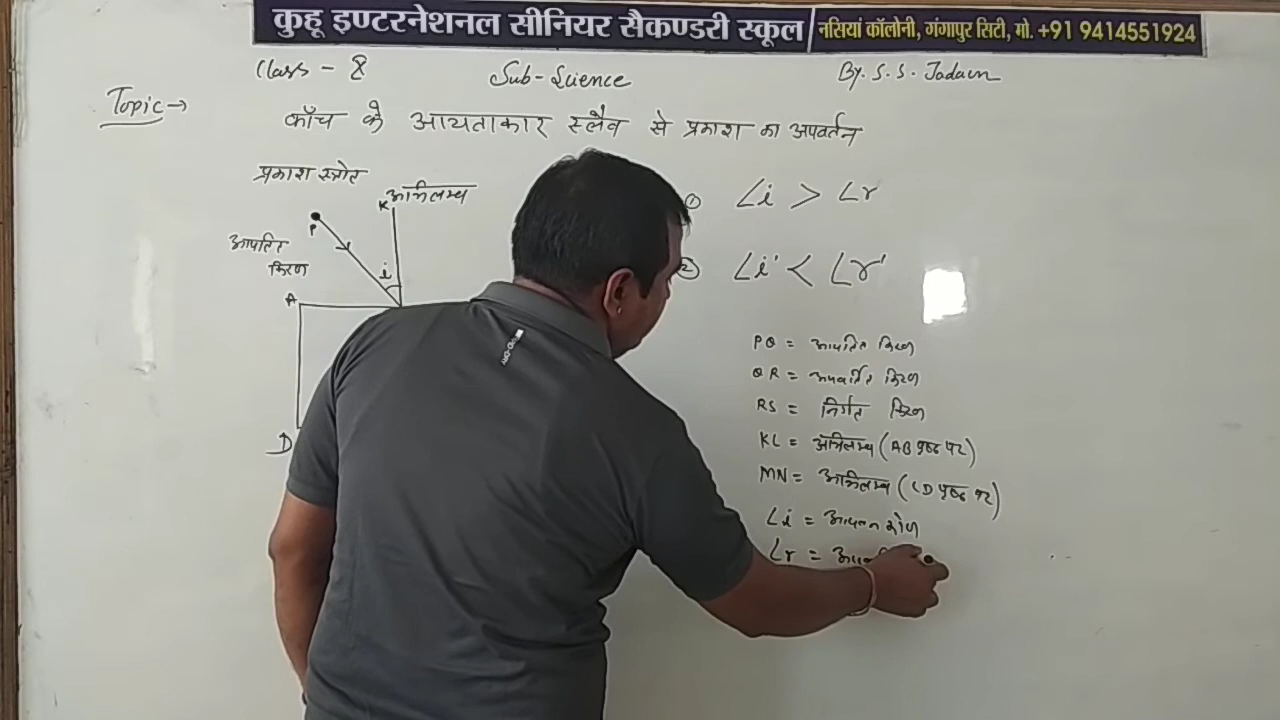 कुहू इण्टरनेशनल सीनियर सैकण्डरी स्कूल नसियां कॉलोनी, गंगापुर सिटी, मो. +91 9414551924
Class - 8 Sub-Science By. S. S. Jadaun
Topic→ काँच के आयताकार स्लैब से प्रकाश का अपवर्तन
प्रकाश स्त्रोत
K अभिलम्ब
P
आपतित
किरण
i
A
D
① ∠i > ∠r
② ∠i' < ∠r'
PQ = आपतित किरण
QR = अपवर्तित किरण
RS = निर्गत किरण
KL = अभिलम्ब (AB पृष्ठ पर)
MN = अभिलम्ब (CD पृष्ठ पर)
∠i = आपतन कोण
∠r =